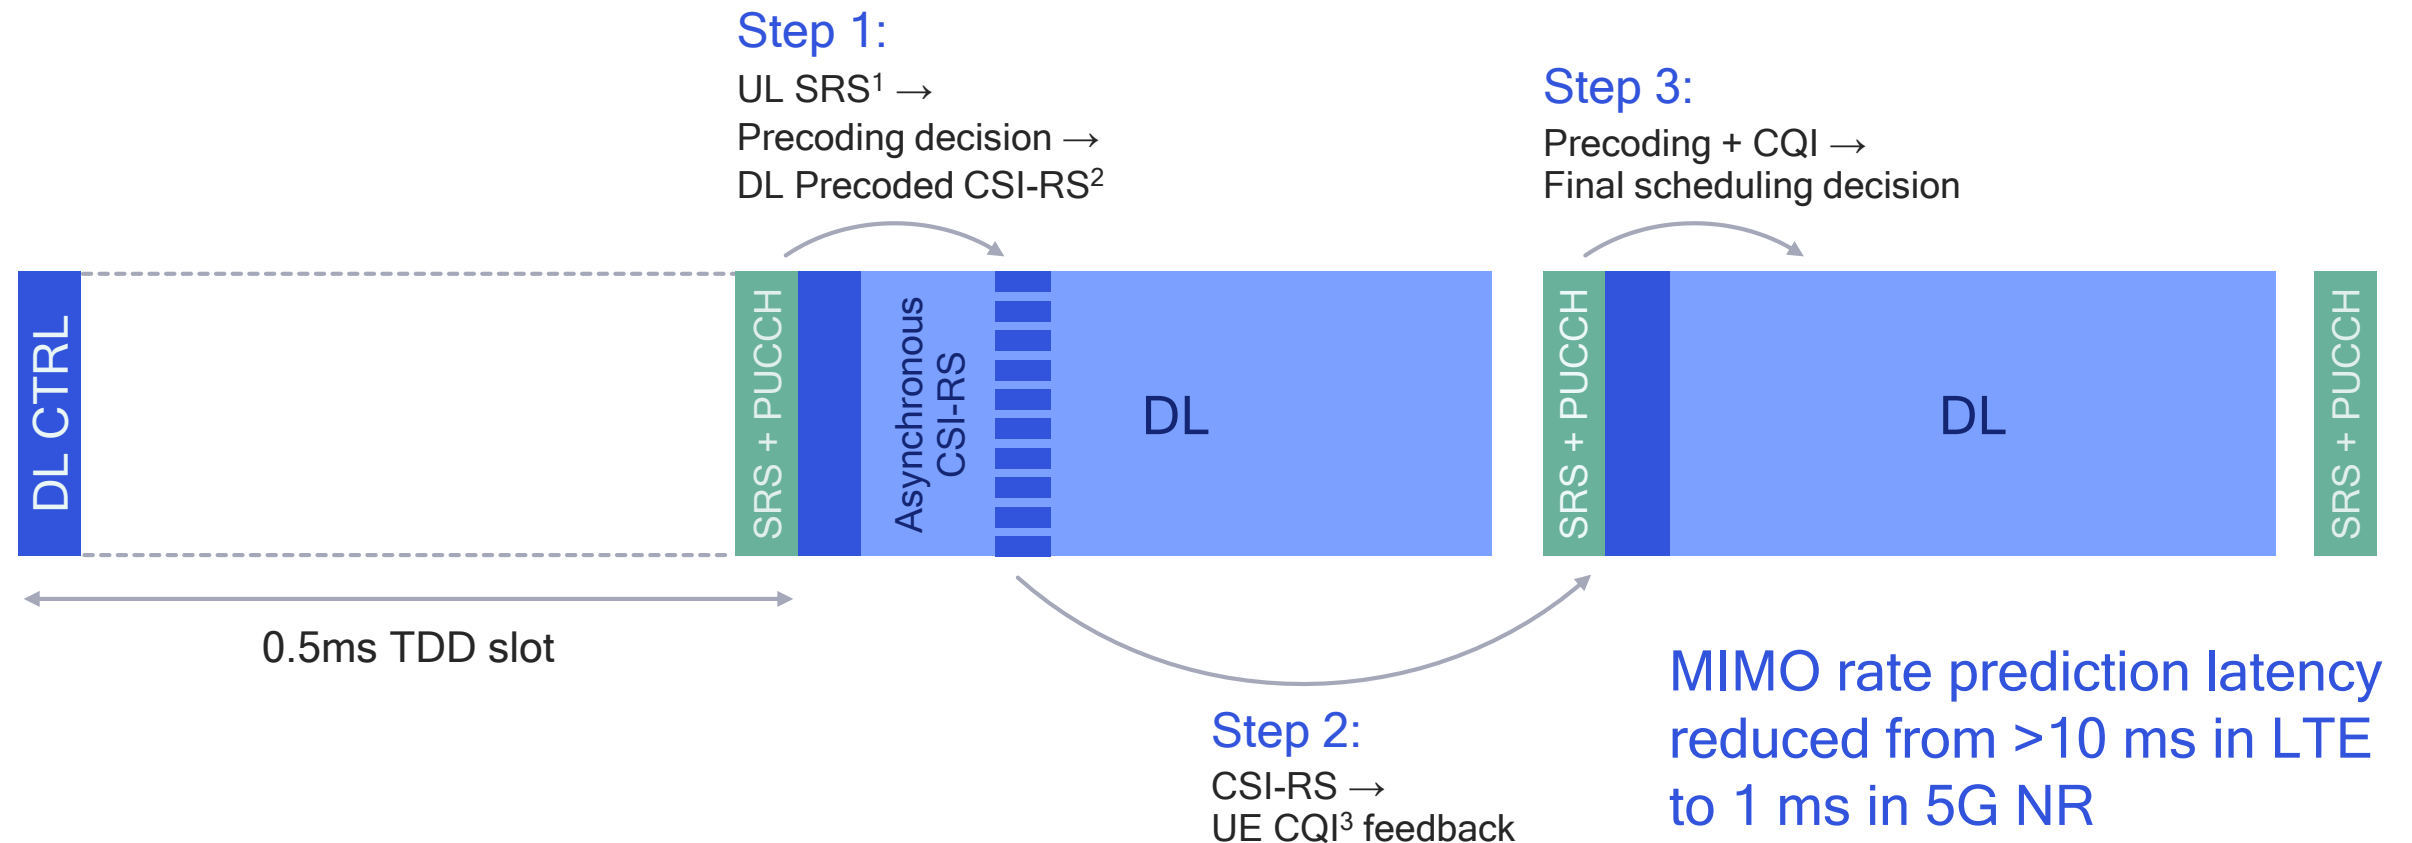 Step 1:
UL SRS¹ →
Precoding decision →
DL Precoded CSI-RS²
Step 3:
Precoding + CQI →
Final scheduling decision
DL CTRL
SRS + PUCCH
Asynchronous
CSI-RS
DL
SRS + PUCCH
DL
SRS + PUCCH
0.5ms TDD slot
Step 2:
CSI-RS →
UE CQI³ feedback
MIMO rate prediction latency
reduced from >10 ms in LTE
to 1 ms in 5G NR